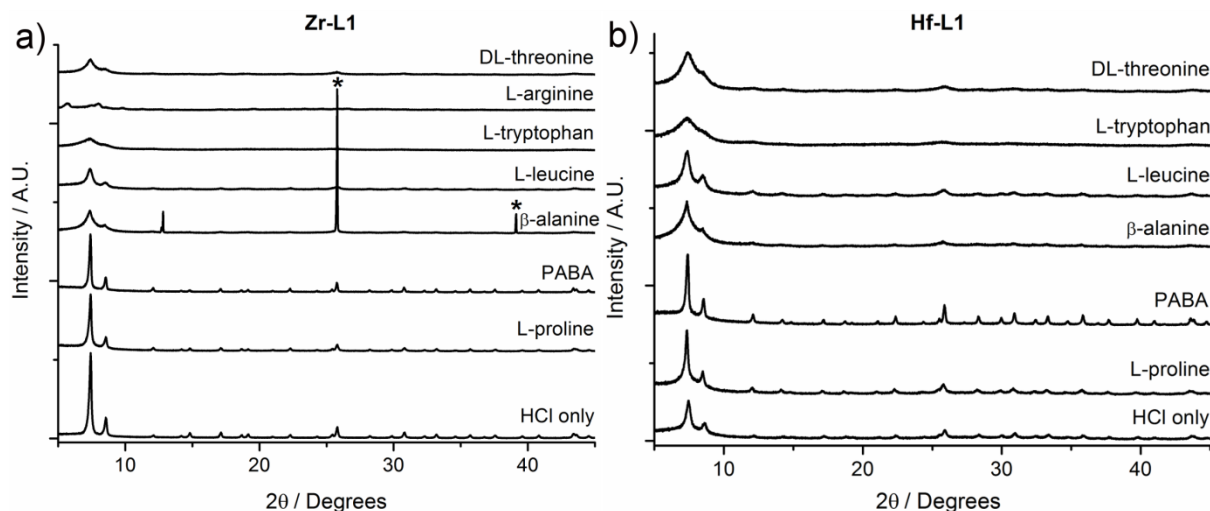 a)
Zr-L1
DL-threonine
*
L-arginine
L-tryptophan
L-leucine
*
β-alanine
PABA
L-proline
HCl only
Intensity / A.U.
10 20 30 40
2θ / Degrees
b)
Hf-L1
DL-threonine
L-tryptophan
L-leucine
β-alanine
PABA
L-proline
HCl only
Intensity / A.U.
10 20 30 40
2θ / Degrees